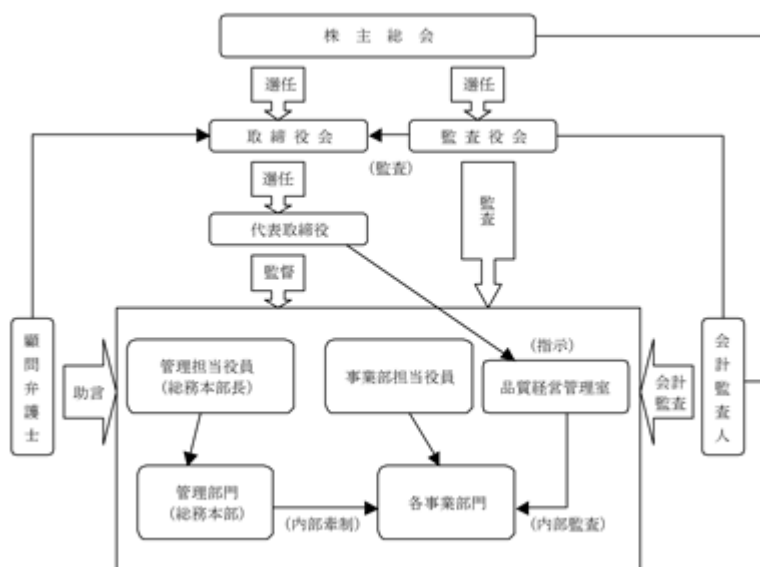 株主総会
選任
選任
取締役会
監査役会
(監査)
選任
監査
代表取締役
監督
(指示)
顧問弁護士
助言
管理担当役員
(総務本部長)
事業部担当役員
品質経営管理室
会計
監査
会計監査人
管理部門
(総務本部)
(内部牽制)
各事業部門
(内部監査)